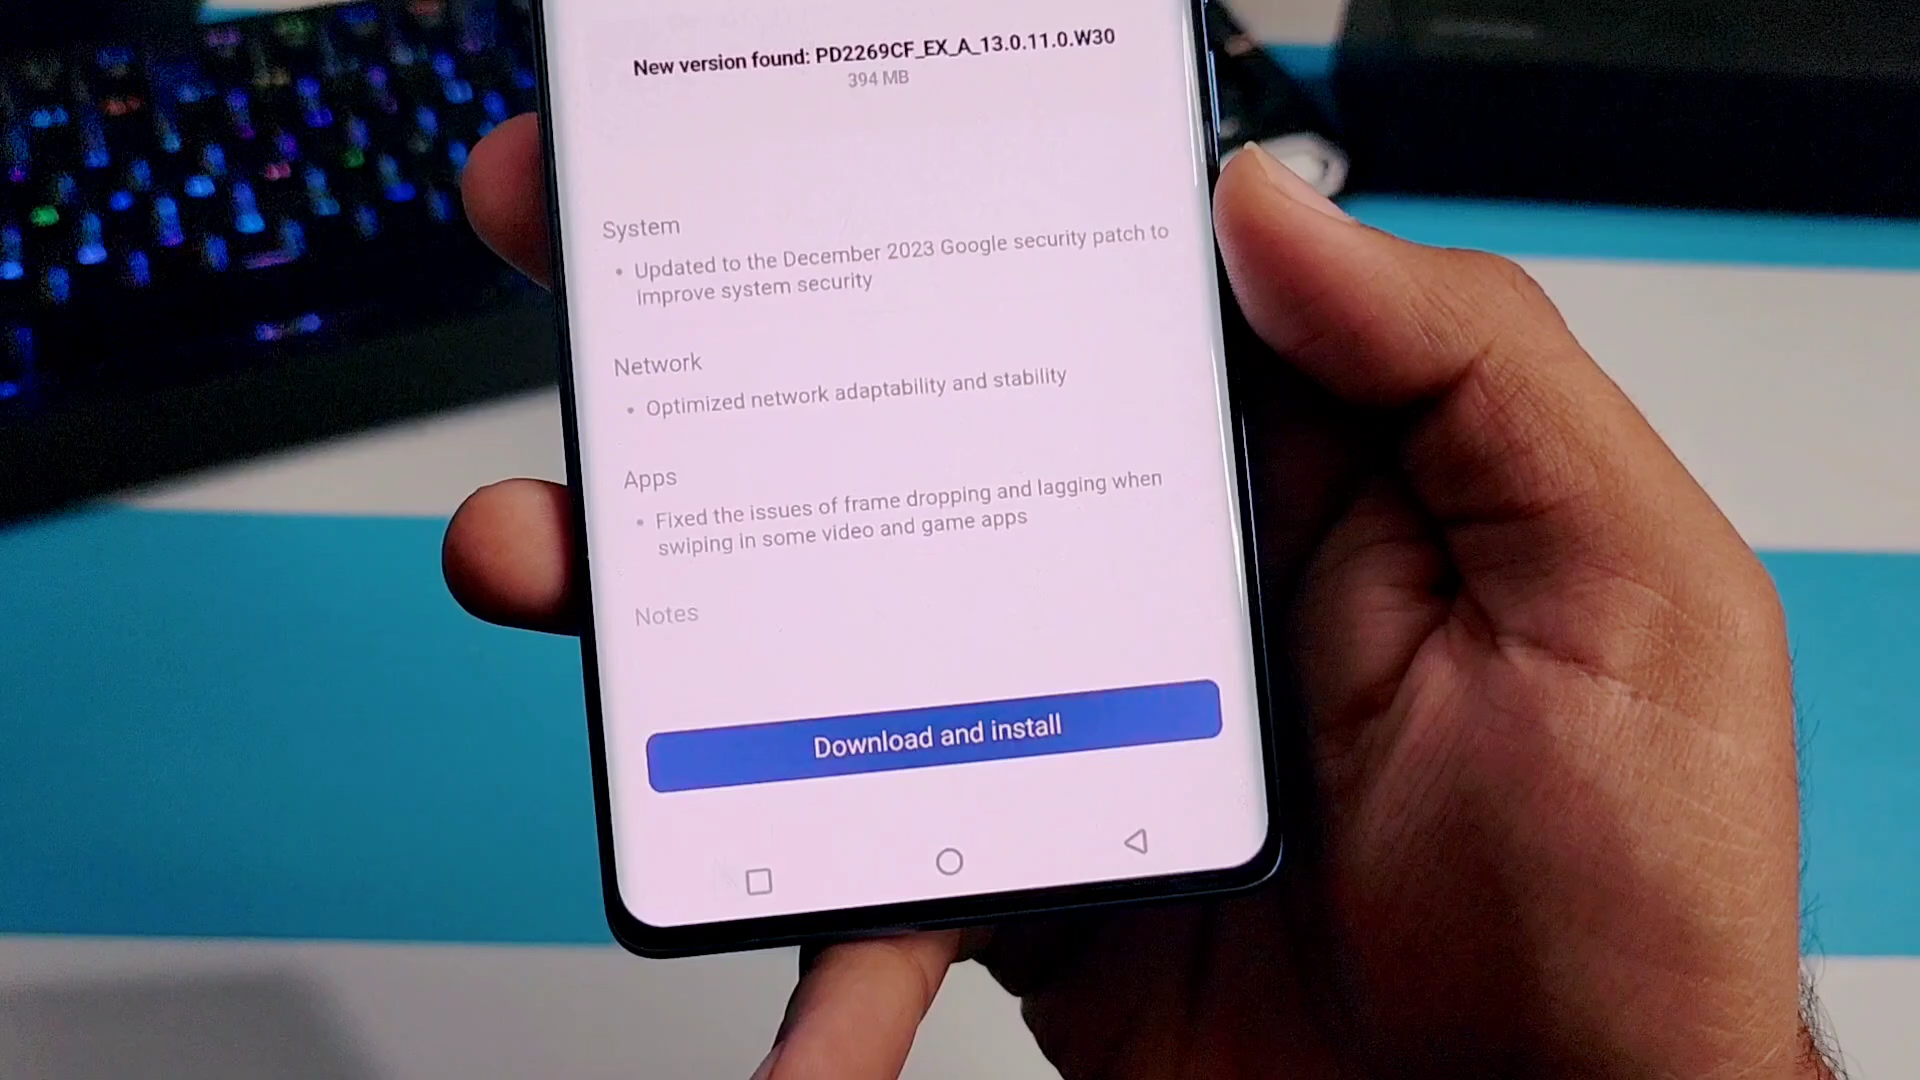 New version found: PD2269CF_EX_A_13.0.11.0.W30
394 MB
System
• Updated to the December 2023 Google security patch to
improve system security
Network
• Optimized network adaptability and stability
Apps
• Fixed the issues of frame dropping and lagging when
swiping in some video and game apps
Notes
Download and install